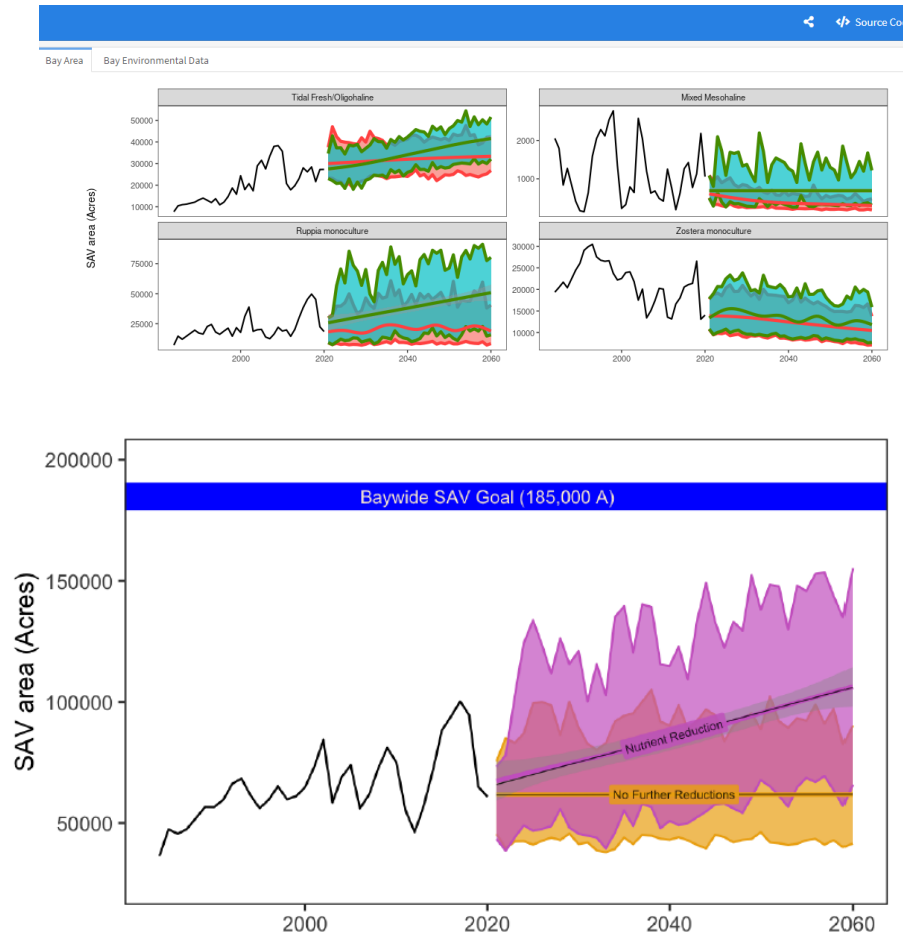 Source Co
Bay Area
Bay Environmental Data
Tidal Fresh/Oligohaline
Mixed Mesohaline
50000
40000
30000
20000
10000
2000
1000
SAV area (Acres)
Ruppia monoculture
Zostera monoculture
75000
50000
25000
30000
25000
20000
15000
10000
2000 2020 2040 2060
2000 2020 2040 2060
SAV area (Acres)
200000
150000
100000
50000
Baywide SAV Goal (185,000 A)
Nutrient Reduction
No Further Reductions
2000 2020 2040 2060